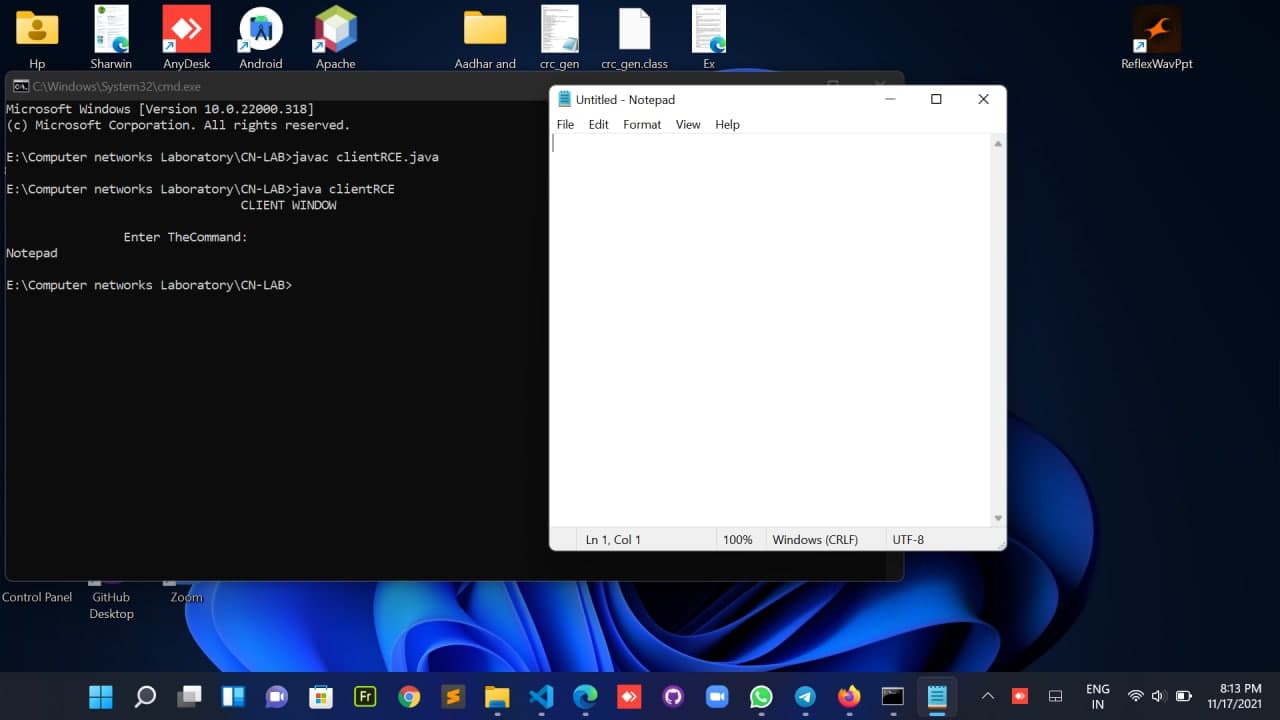 Hp
Sharwin
AnyDesk
Android
Apache
Aadhar and
crc_gen
crc_gen.class
Ex
ReflexWavPpt
C:\Windows\System32\cmd.exe
Microsoft Windows [Version 10.0.22000.318]
(c) Microsoft Corporation. All rights reserved.
E:\Computer networks Laboratory\CN-LAB>javac clientRCE.java
E:\Computer networks Laboratory\CN-LAB>java clientRCE
CLIENT WINDOW
Enter TheCommand:
Notepad
E:\Computer networks Laboratory\CN-LAB>
Untitled - Notepad
File Edit Format View Help
Ln 1, Col 1 100% Windows (CRLF) UTF-8
Control Panel
GitHub
Desktop
Zoom
Fr
ENG
IN
8:13 PM
11/17/2021